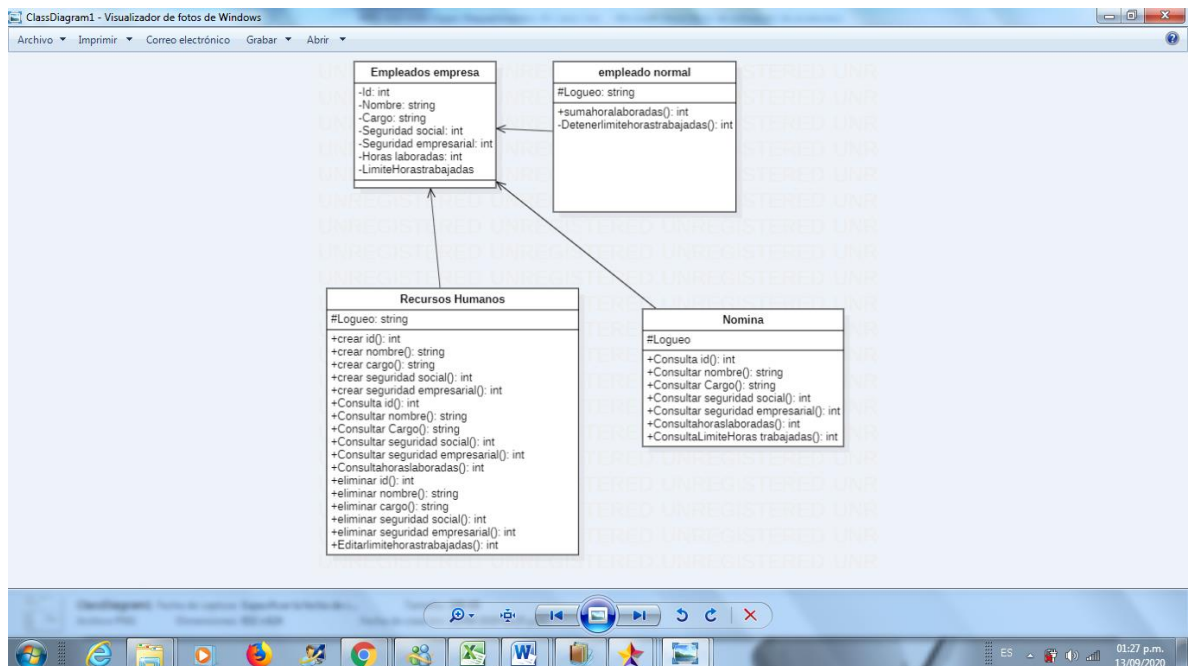 ClassDiagram1 - Visualizador de fotos de Windows
Archivo Imprimir Correo electrónico Grabar Abrir
Empleados empresa
-Id: int
-Nombre: string
-Cargo: string
-Seguridad social: int
-Seguridad empresarial: int
-Horas laboradas: int
-LimiteHorastrabajadas
empleado normal
#Logueo: string
+sumahoralaboradas(): int
-Detenerlimitehorastrabajadas(): int
Recursos Humanos
#Logueo: string
+crear id(): int
+crear nombre(): string
+crear cargo(): string
+crear seguridad social(): int
+crear seguridad empresarial(): int
+Consulta id(): int
+Consultar nombre(): string
+Consultar Cargo(): string
+Consultar seguridad social(): int
+Consultar seguridad empresarial(): int
+Consultahoraslaboradas(): int
+eliminar id(): int
+eliminar nombre(): string
+eliminar cargo(): string
+eliminar seguridad social(): int
+eliminar seguridad empresarial(): int
+Editarlimitehorastrabajadas(): int
Nomina
#Logueo
+Consulta id(): int
+Consultar nombre(): string
+Consultar Cargo(): string
+Consultar seguridad social(): int
+Consultar seguridad empresarial(): int
+Consultahoraslaboradas(): int
+ConsultaLimiteHoras trabajadas(): int
UNREGISTERED
ES
01:27 p.m.
13/09/2020